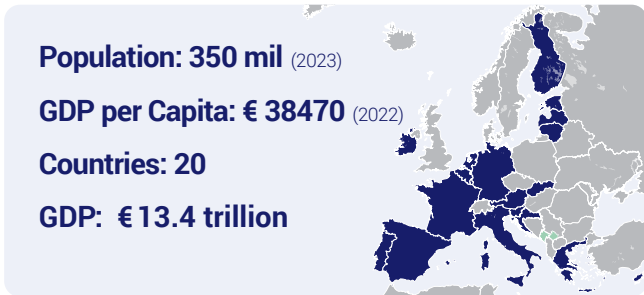 Population: 350 mil (2023)
GDP per Capita: € 38470 (2022)
Countries: 20
GDP: € 13.4 trillion